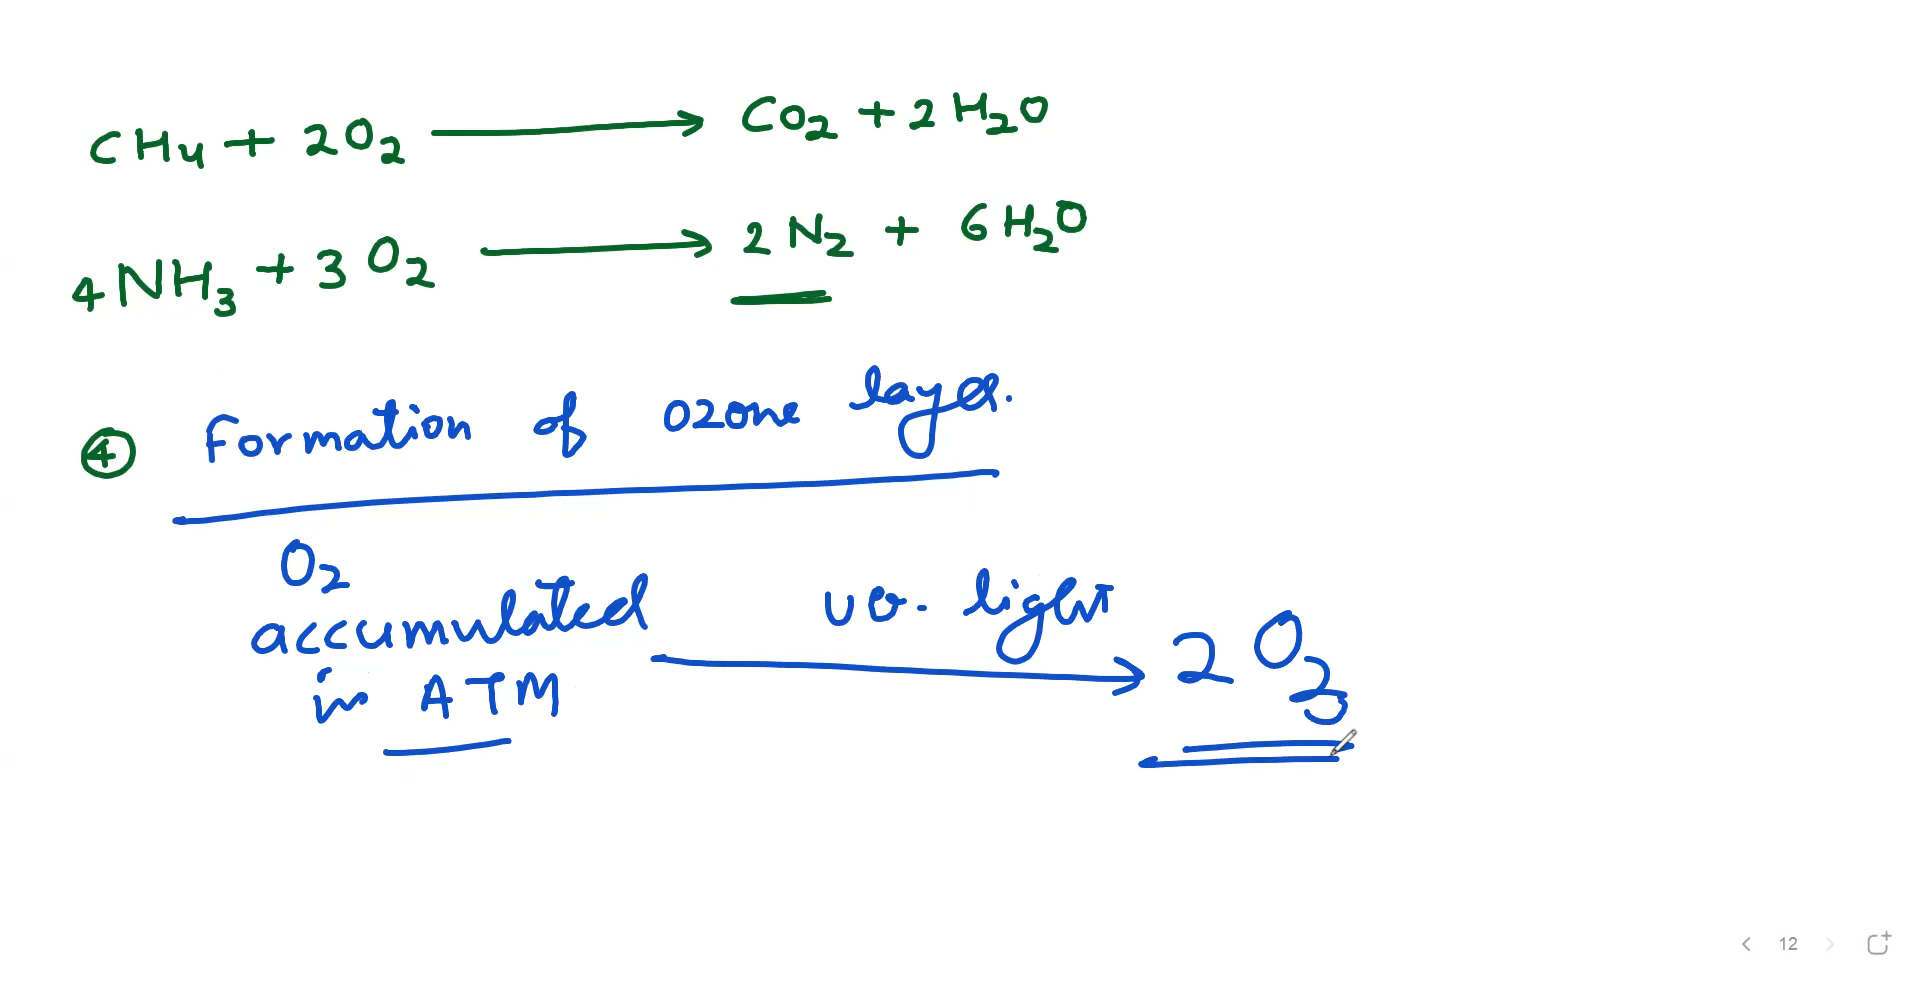 CH4 + 2O2 ⟶ CO2 + 2H2O
4NH3 + 3O2 ⟶ 2N2 + 6H2O
④ Formation of Ozone layer.
O2
accumulated
in ATM
UV. light
⟶ 2O3
12